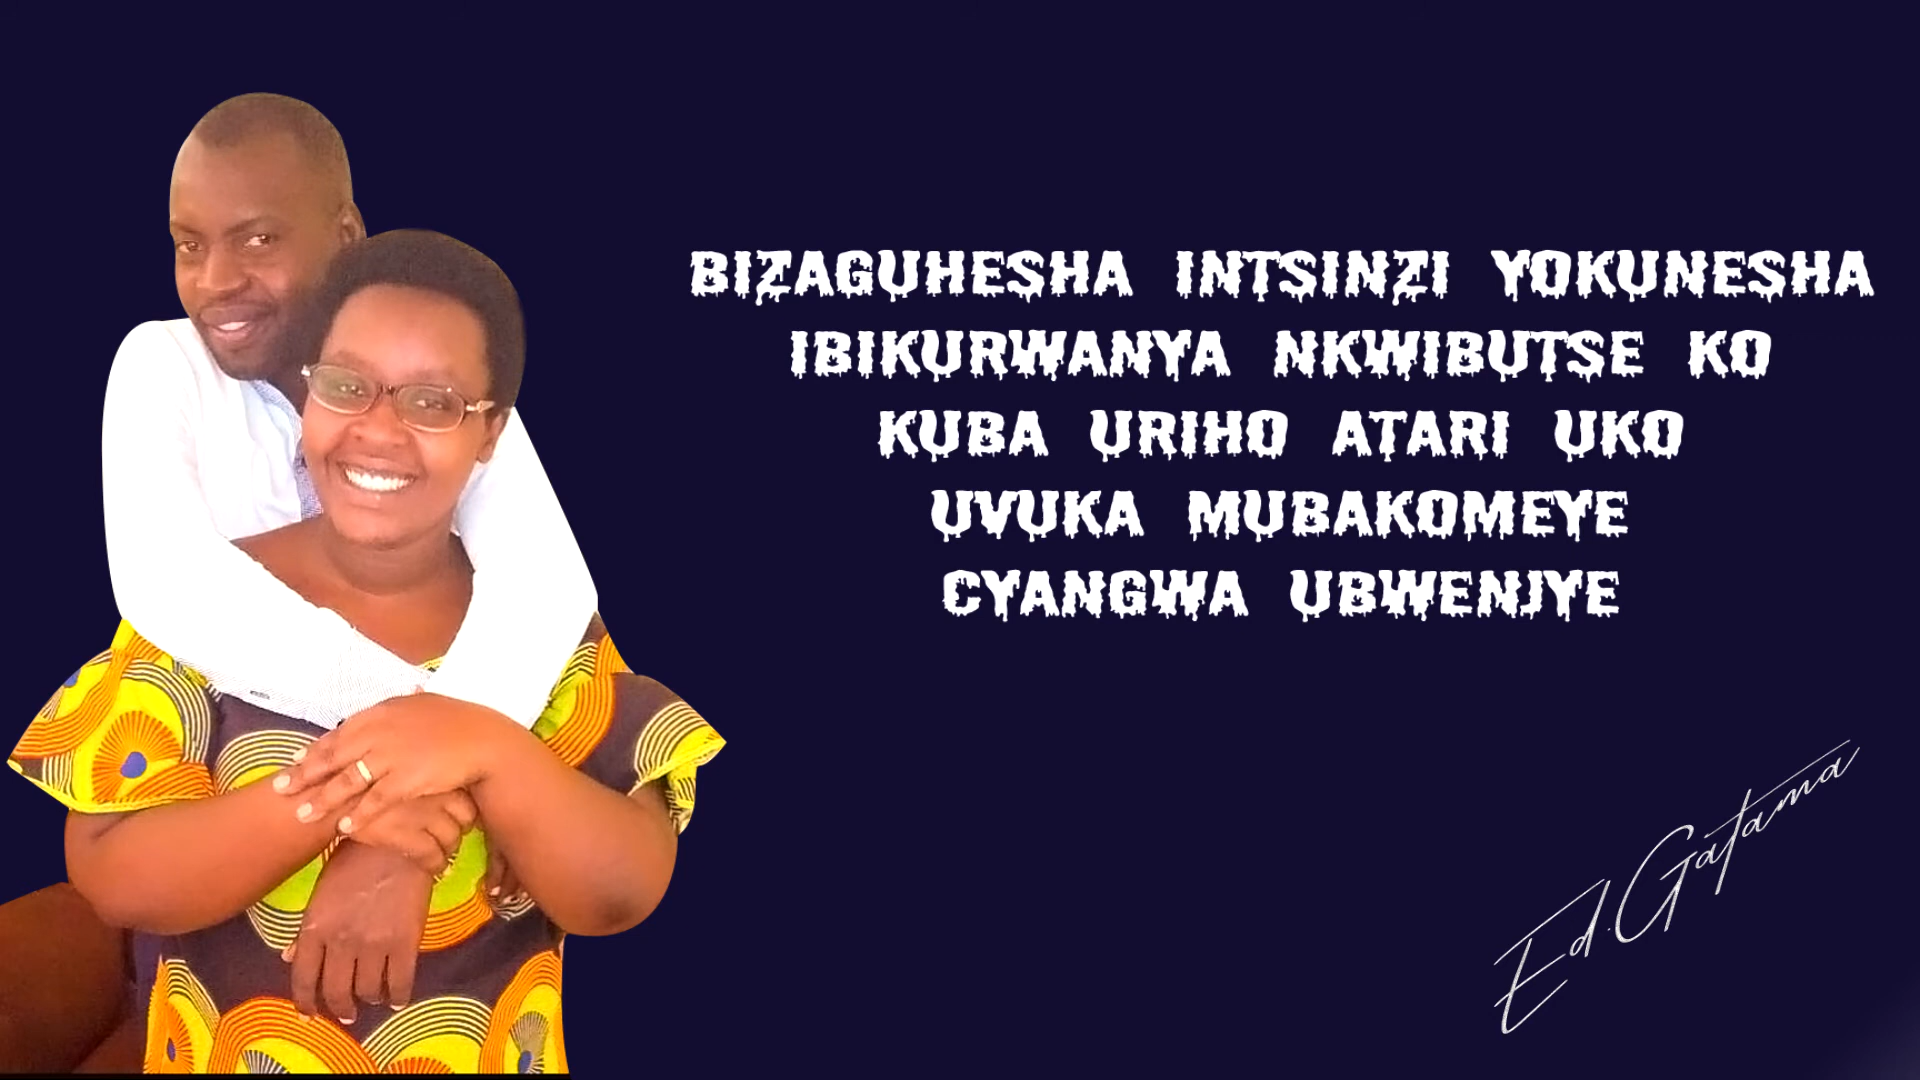 BIZAGUHESHA INTSINZI YOKUNESHA
IBIKURWANYA NKWIBUTSE KO
KUBA URIHO ATARI UKO
UVUKA MUBAKOMEYE
CYANGWA UBWENJYE
Ed.Gatama